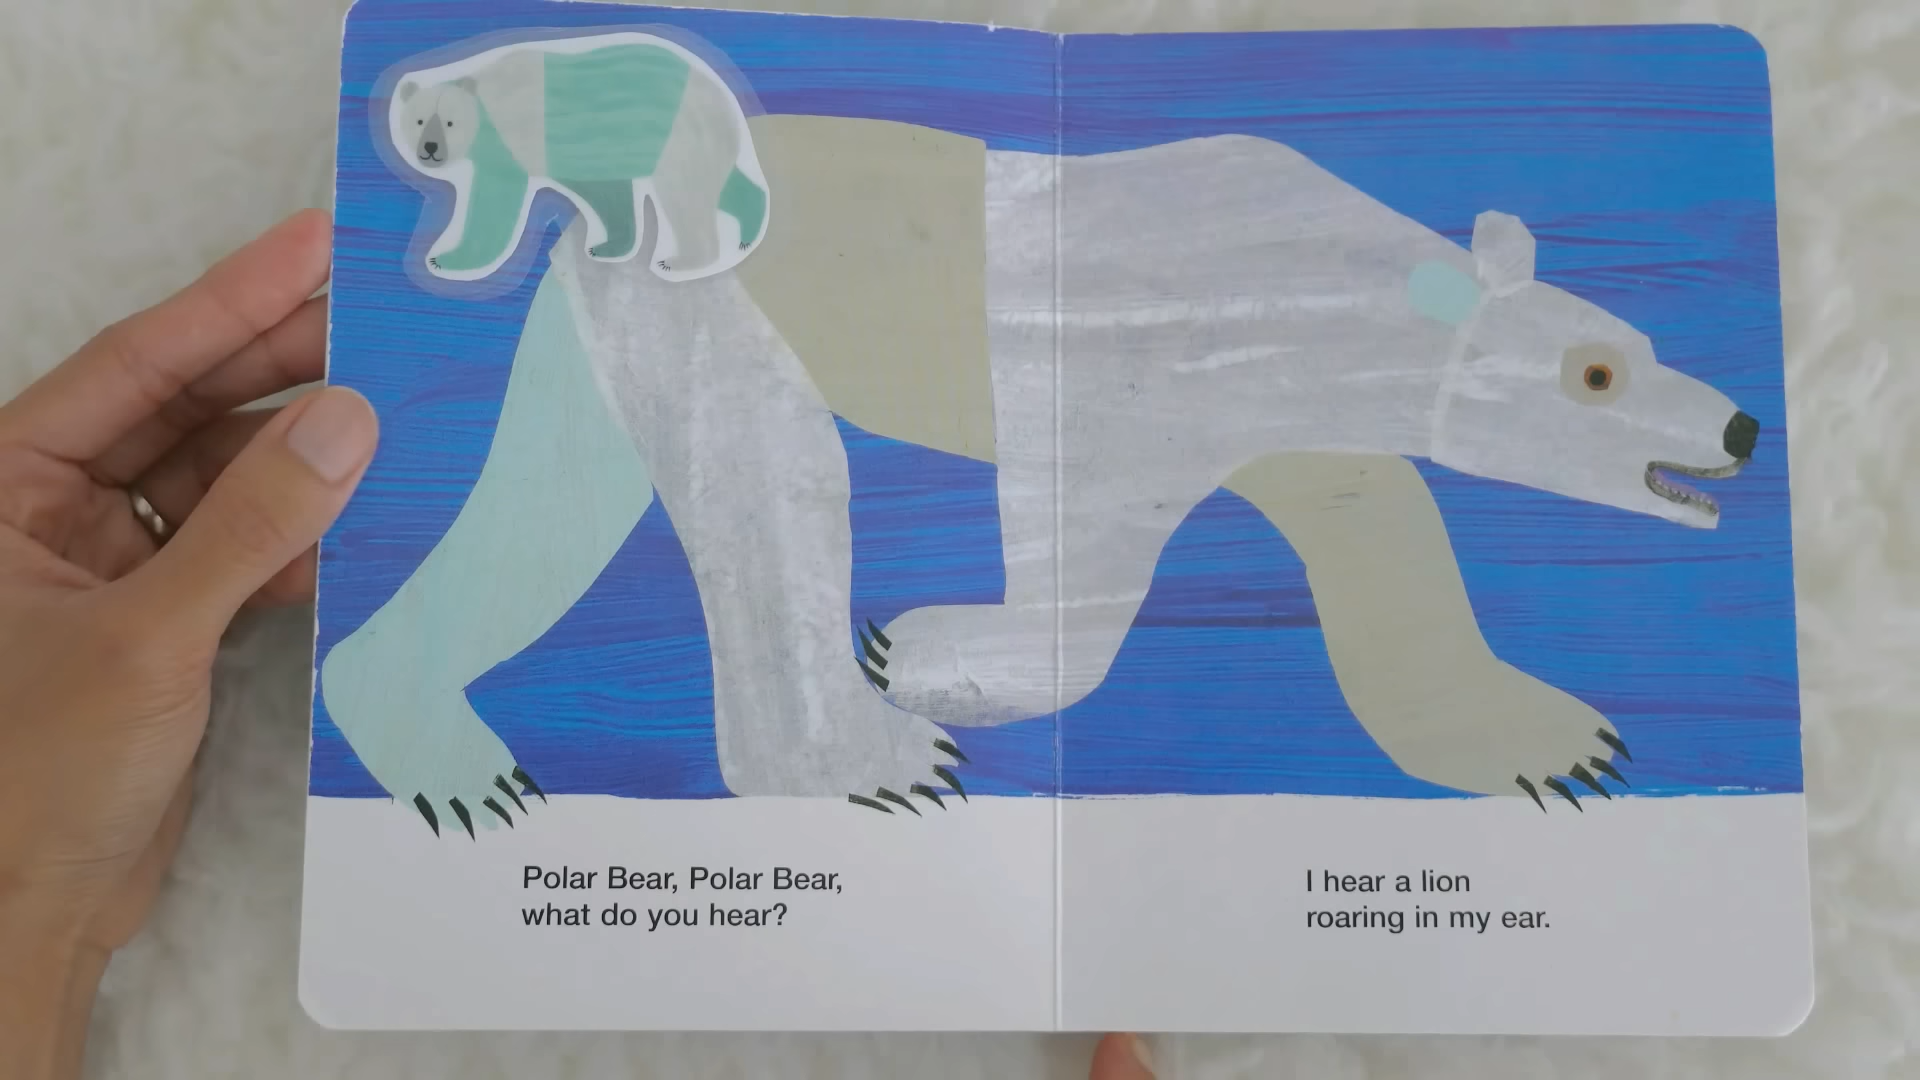 Polar Bear, Polar Bear,
what do you hear?
I hear a lion
roaring in my ear.